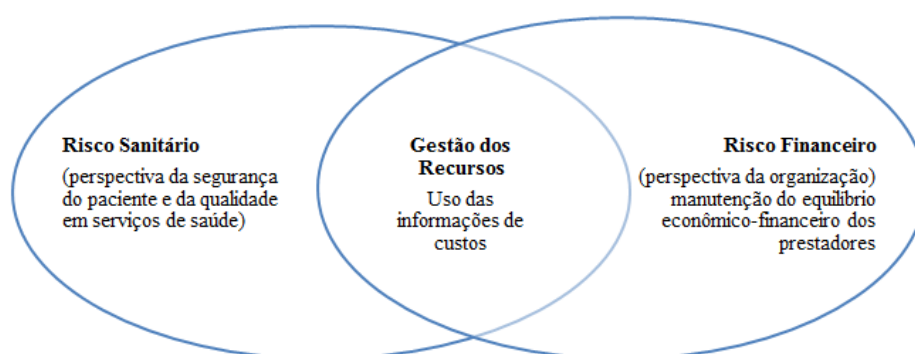 Risco Sanitário
(perspectiva da segurança
do paciente e da qualidade
em serviços de saúde)
Gestão dos
Recursos
Uso das
informações de
custos
Risco Financeiro
(perspectiva da organização)
manutenção do equilíbrio
econômico-financeiro dos
prestadores